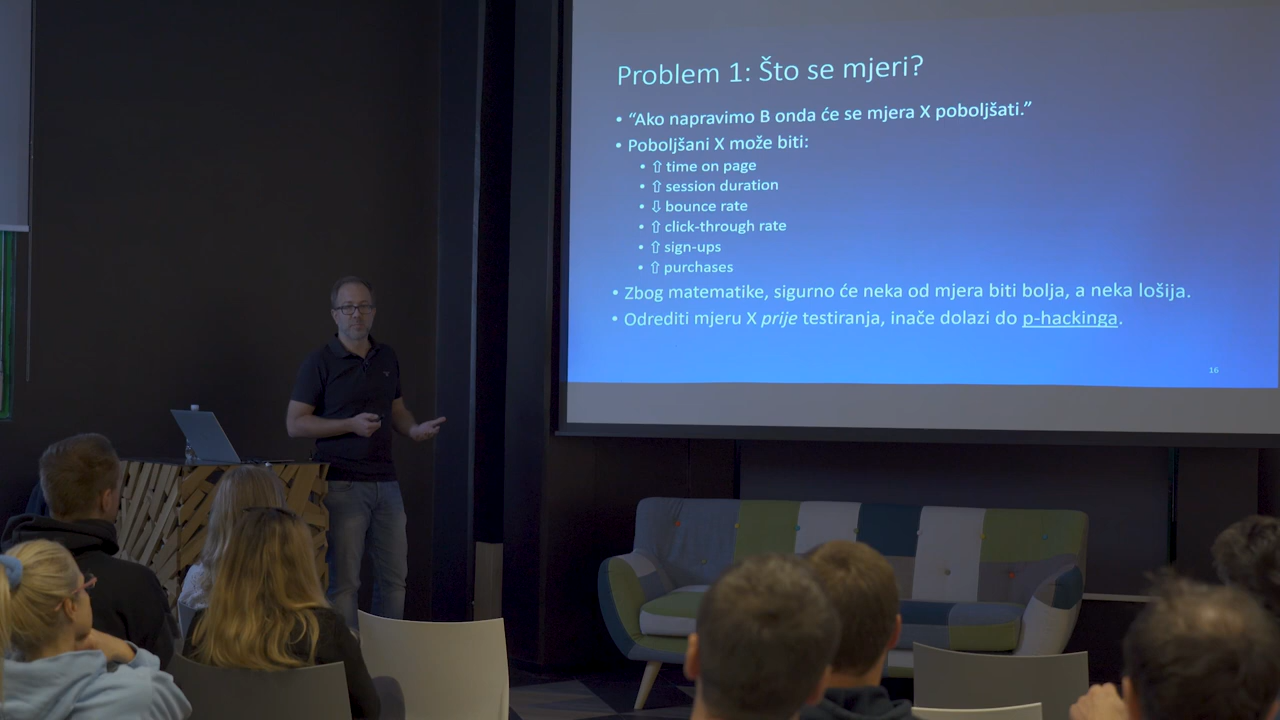 Problem 1: Što se mjeri?
• “Ako napravimo B onda će se mjera X poboljšati.”
• Poboljšani X može biti:
• ⇧ time on page
• ⇧ session duration
• ⇩ bounce rate
• ⇧ click-through rate
• ⇧ sign-ups
• ⇧ purchases
• Zbog matematike, sigurno će neka od mjera biti bolja, a neka lošija.
• Odrediti mjeru X prije testiranja, inače dolazi do p-hackinga.
16